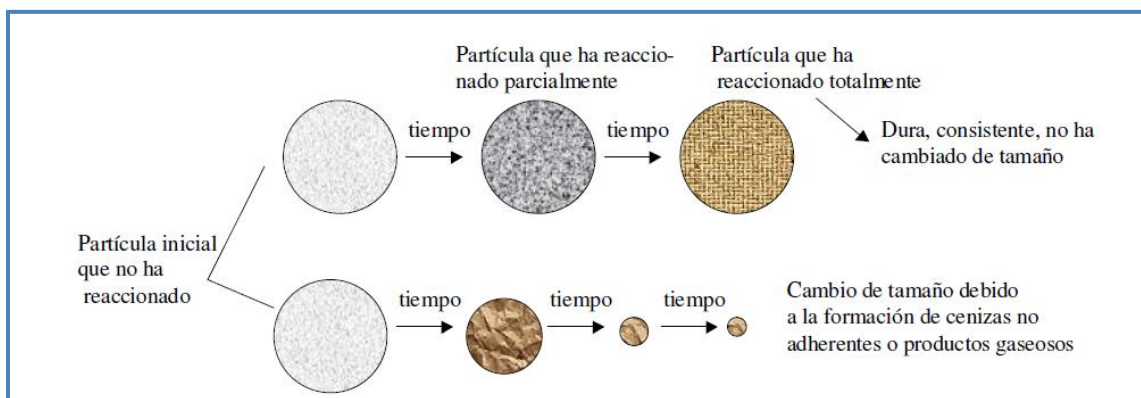 Partícula que ha reaccio-
nado parcialmente
Partícula que ha
reaccionado totalmente
tiempo
tiempo
Dura, consistente, no ha
cambiado de tamaño
Partícula inicial
que no ha
reaccionado
tiempo
tiempo
tiempo
Cambio de tamaño debido
a la formación de cenizas no
adherentes o productos gaseosos